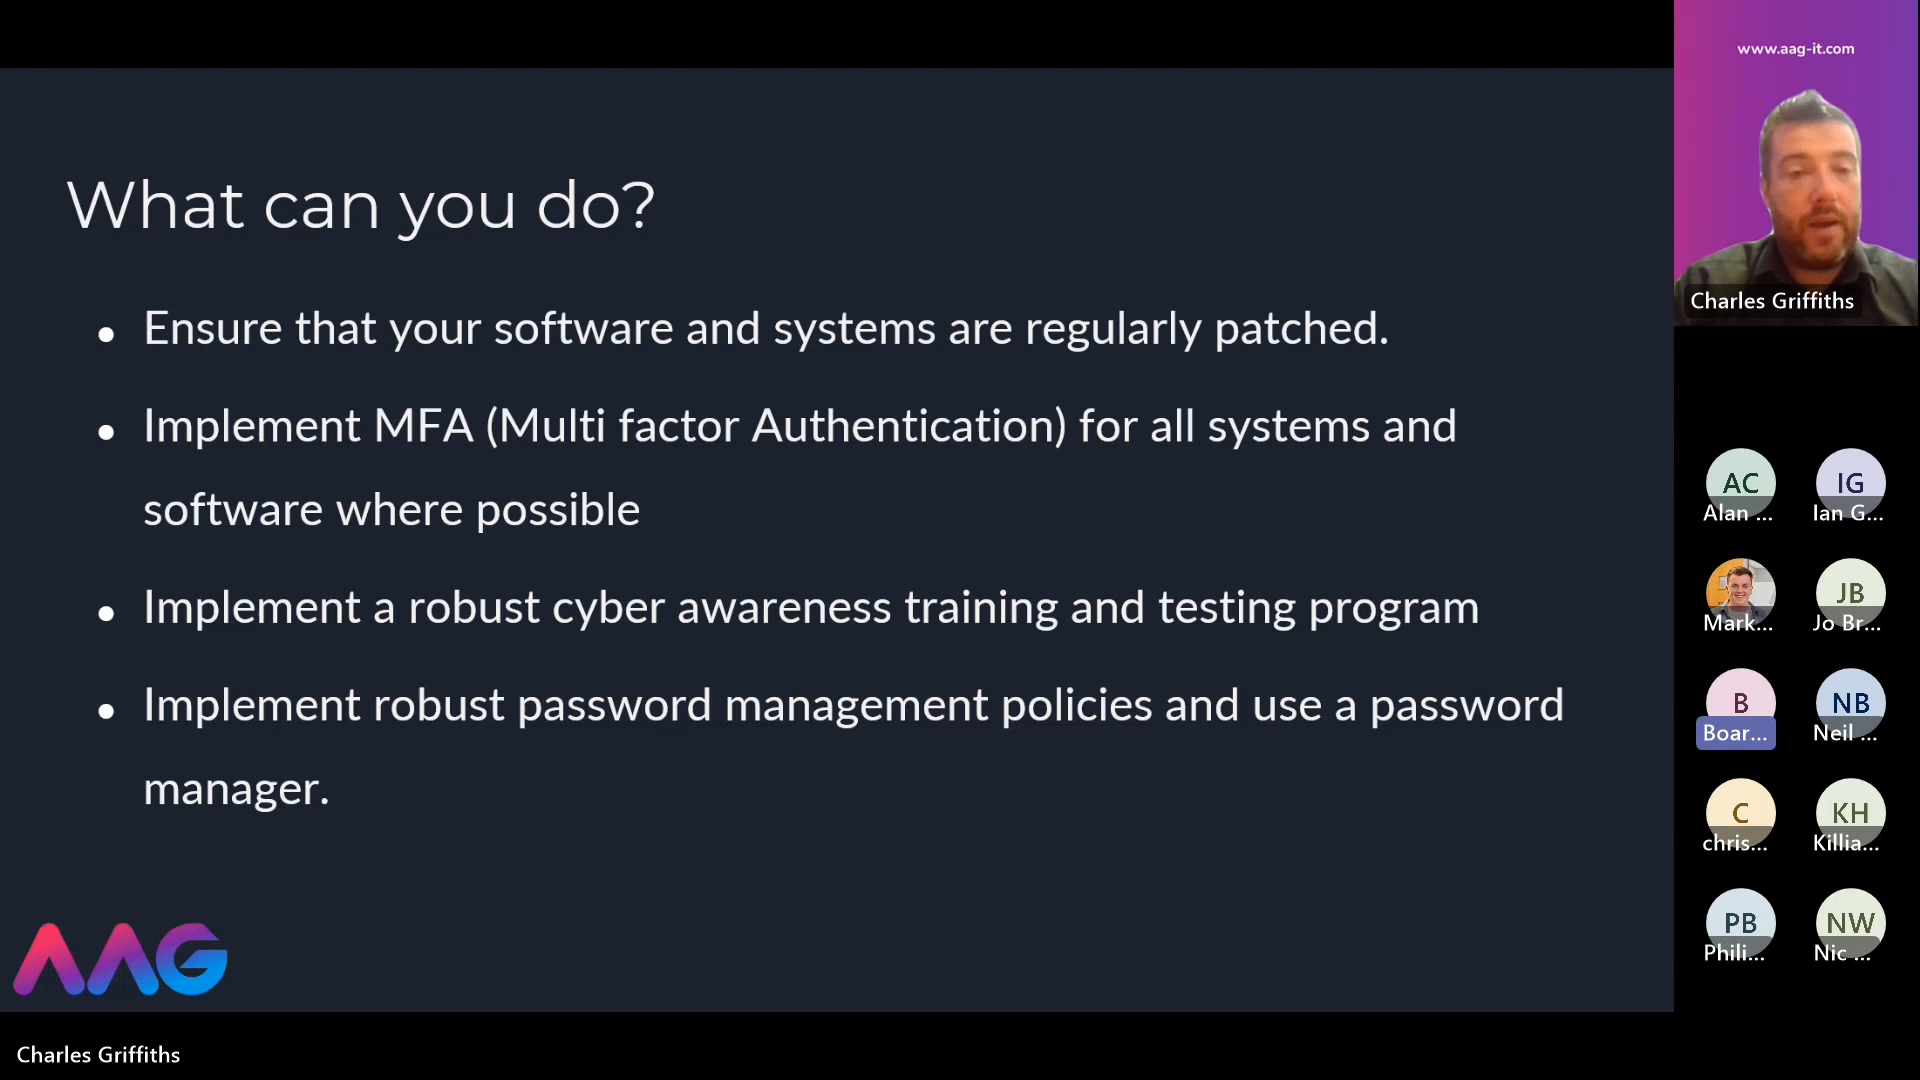 www.aag-it.com
What can you do?
Ensure that your software and systems are regularly patched.
Implement MFA (Multi factor Authentication) for all systems and
software where possible
Implement a robust cyber awareness training and testing program
Implement robust password management policies and use a password
manager.
AAG
Charles Griffiths
Charles Griffiths
AC
Alan ...
IG
Ian G...
Mark...
JB
Jo Br...
B
Boar...
NB
Neil ...
C
chris...
KH
Killia...
PB
Phili...
NW
Nic ...